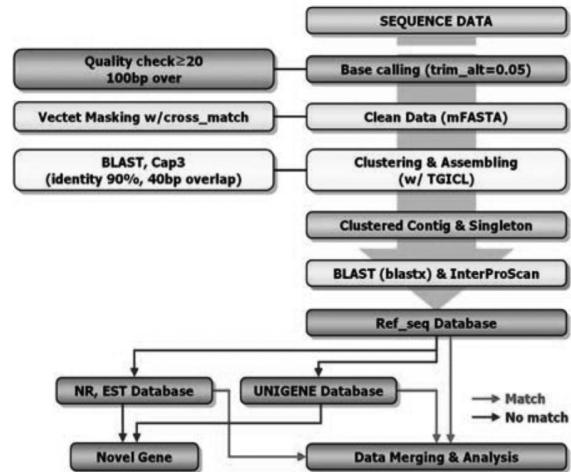 SEQUENCE DATA
Quality check≥20
100bp over
Base calling (trim_alt=0.05)
Vectet Masking w/cross_match
Clean Data (mFASTA)
BLAST, Cap3
(identity 90%, 40bp overlap)
Clustering & Assembling
(w/ TGICL)
Clustered Contig & Singleton
BLAST (blastx) & InterProScan
Ref_seq Database
NR, EST Database
UNIGENE Database
Match
No match
Novel Gene
Data Merging & Analysis